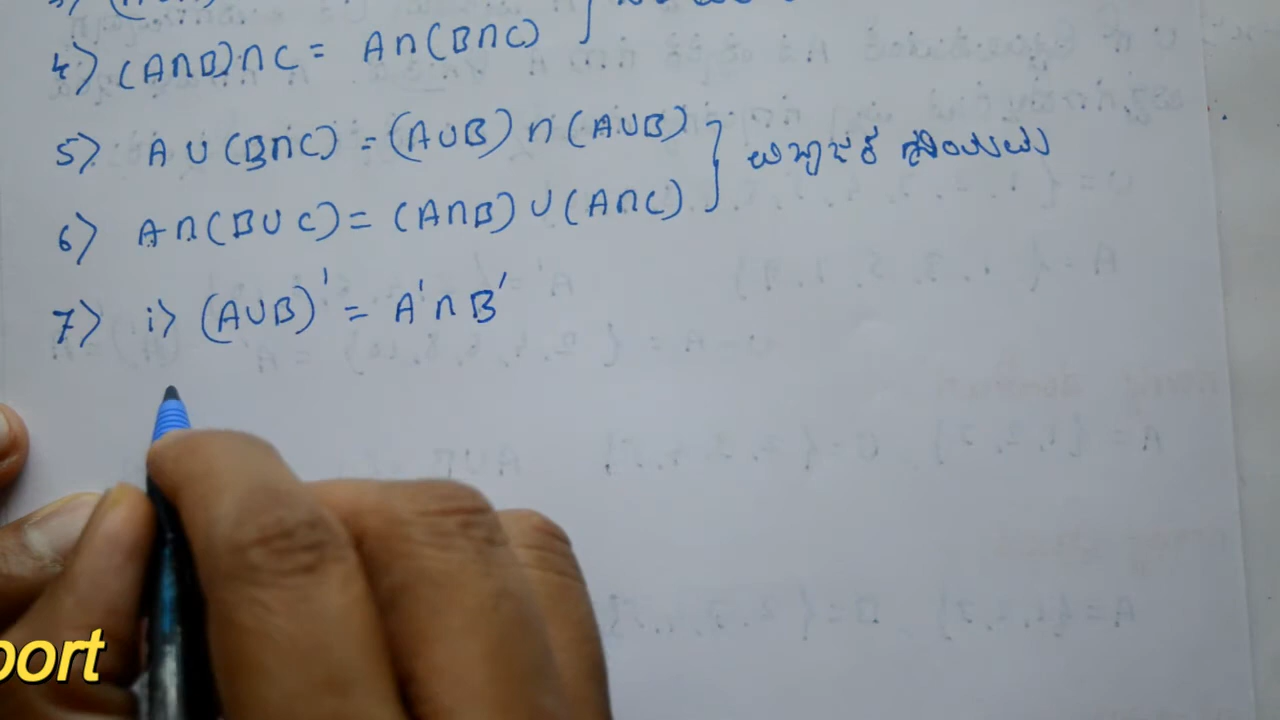 4) (A∩B)∩C = A∩(B∩C)
5) A∪(B∩C) = (A∪B)∩(A∪B)
6) A∩(B∪C) = (A∩B)∪(A∩C)
7) i) (A∪B)' = A'∩B'
port